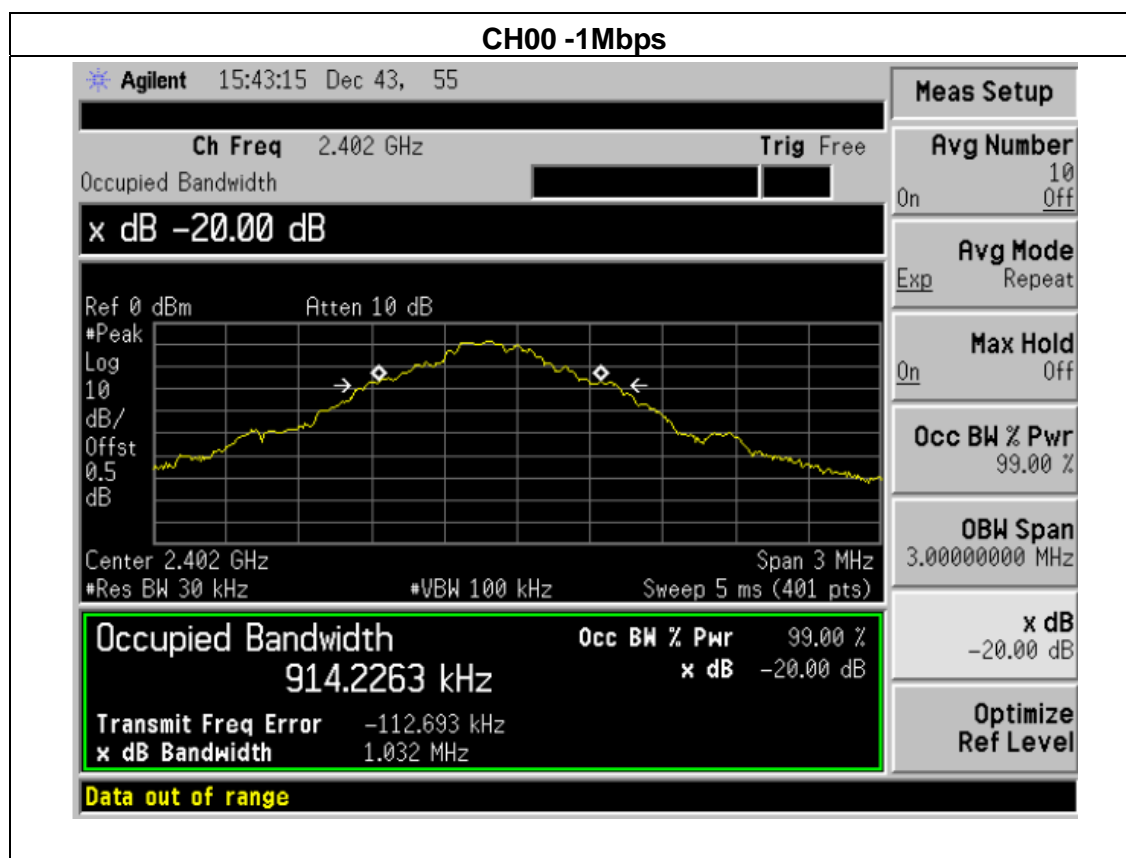 CH00 -1Mbps
Agilent 15:43:15 Dec 43, 55
Ch Freq 2.402 GHz Trig Free
Occupied Bandwidth
x dB -20.00 dB
Ref 0 dBm Atten 10 dB
#Peak
Log
10
dB/
Offst
0.5
dB
Center 2.402 GHz Span 3 MHz
#Res BW 30 kHz #VBW 100 kHz Sweep 5 ms (401 pts)
Occupied Bandwidth Occ BW % Pwr 99.00 %
914.2263 kHz x dB -20.00 dB
Transmit Freq Error -112.693 kHz
x dB Bandwidth 1.032 MHz
Data out of range
Meas Setup
Avg Number
10
On Off
Avg Mode
Exp Repeat
Max Hold
On Off
Occ BW % Pwr
99.00 %
OBW Span
3.00000000 MHz
x dB
-20.00 dB
Optimize
Ref Level